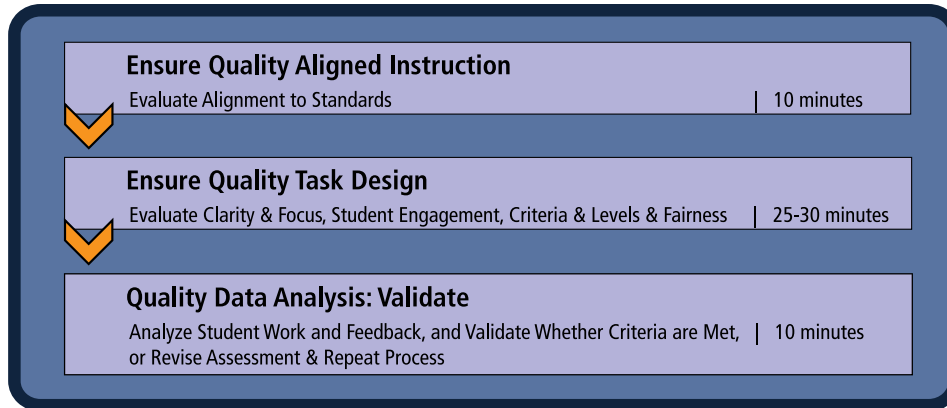 Ensure Quality Aligned Instruction
Evaluate Alignment to Standards | 10 minutes
Ensure Quality Task Design
Evaluate Clarity & Focus, Student Engagement, Criteria & Levels & Fairness | 25-30 minutes
Quality Data Analysis: Validate
Analyze Student Work and Feedback, and Validate Whether Criteria are Met, | 10 minutes
or Revise Assessment & Repeat Process